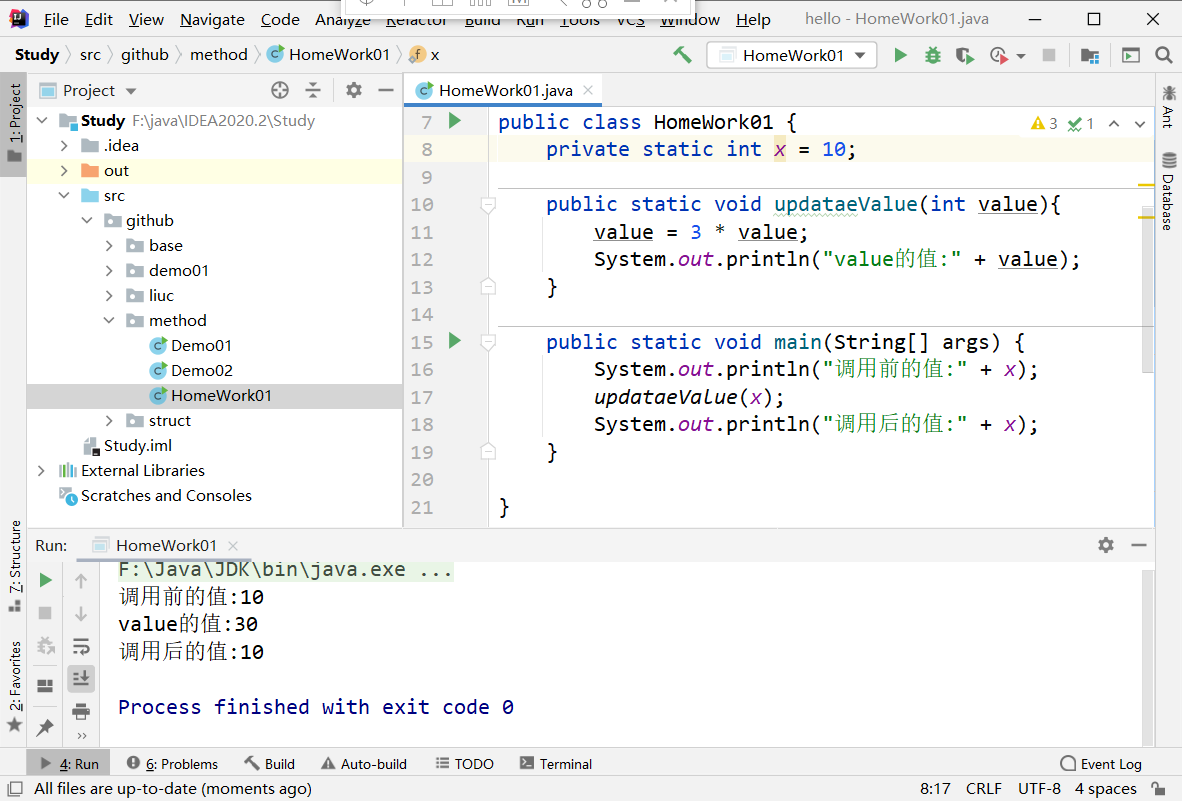 File Edit View Navigate Code Analyze Refactor Build Run Tools VCS Window Help hello - HomeWork01.java
Study src github method HomeWork01 x HomeWork01
1: Project
Project
HomeWork01.java
Study F:\java\IDEA2020.2\Study
.idea
out
src
github
base
demo01
liuc
method
Demo01
Demo02
HomeWork01
struct
Study.iml
External Libraries
Scratches and Consoles
3 1
7 public class HomeWork01 {
8 private static int x = 10;
9
10 public static void updataeValue(int value){
11 value = 3 * value;
12 System.out.println("value的值:" + value);
13 }
14
15 public static void main(String[] args) {
16 System.out.println("调用前的值:" + x);
17 updataeValue(x);
18 System.out.println("调用后的值:" + x);
19 }
20
21 }
Ant
Database
7: Structure
2: Favorites
Run: HomeWork01
F:\Java\JDK\bin\java.exe ...
调用前的值:10
value的值:30
调用后的值:10
Process finished with exit code 0
4: Run 6: Problems Build Auto-build TODO Terminal Event Log
All files are up-to-date (moments ago) 8:17 CRLF UTF-8 4 spaces